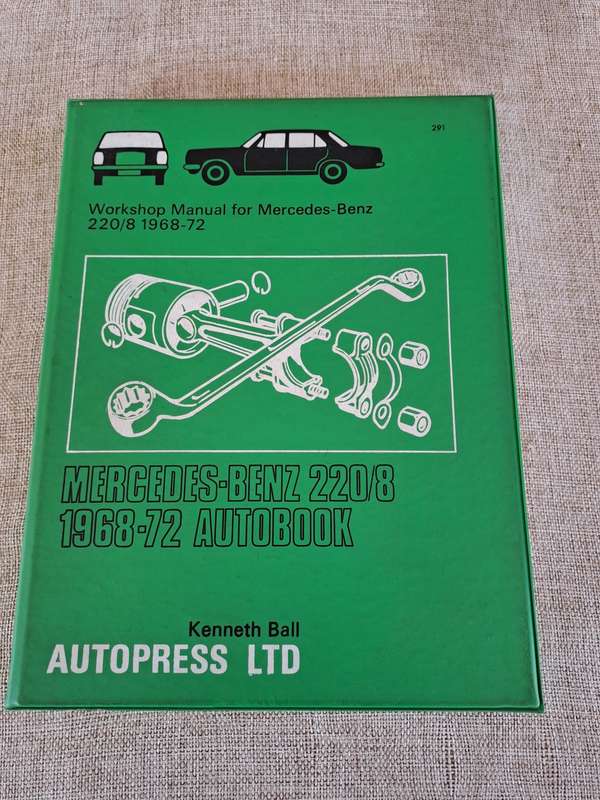 291
Workshop Manual for Mercedes-Benz
220/8 1968-72
MERCEDES-BENZ 220/8
1968-72 AUTOBOOK
Kenneth Ball
AUTOPRESS LTD